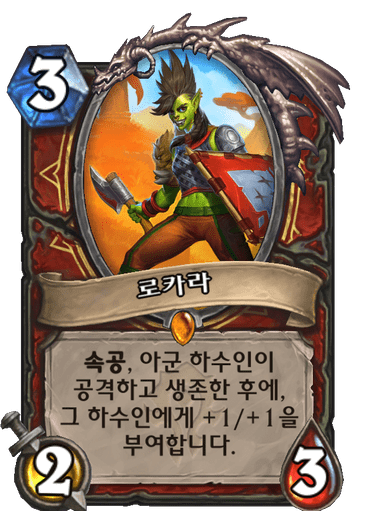 3
로카라
속공, 아군 하수인이
공격하고 생존한 후에,
그 하수인에게 +1/+1을
부여합니다.
2
3